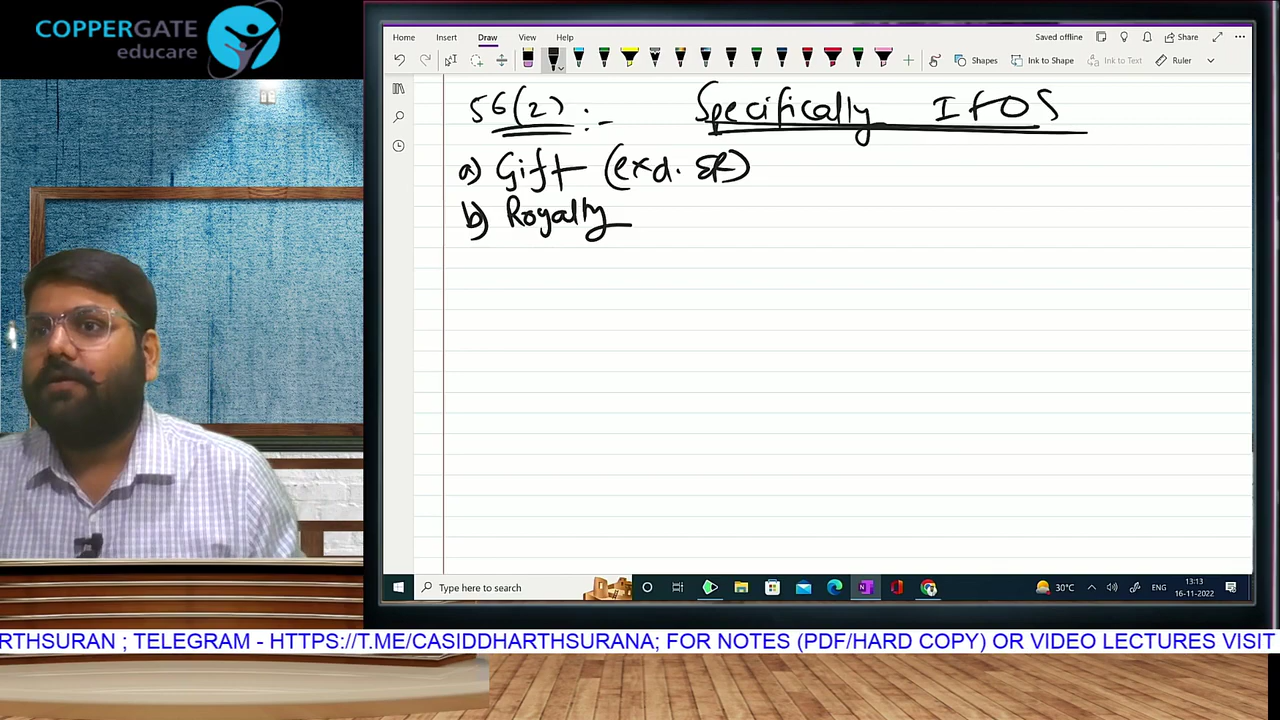 COPPERGATE
educare
Home Insert Draw View Help
Saved offline
Share
Shapes
Ink to Shape
Ink to Text
Ruler
56(2) :- Specifically IFOS
a) Gift (excl. SR)
b) Royalty
Type here to search
30°C
ENG
13:13
16-11-2022
RTHSURAN ; TELEGRAM - HTTPS://T.ME/CASIDDHARTHSURANA; FOR NOTES (PDF/HARD COPY) OR VIDEO LECTURES VISIT